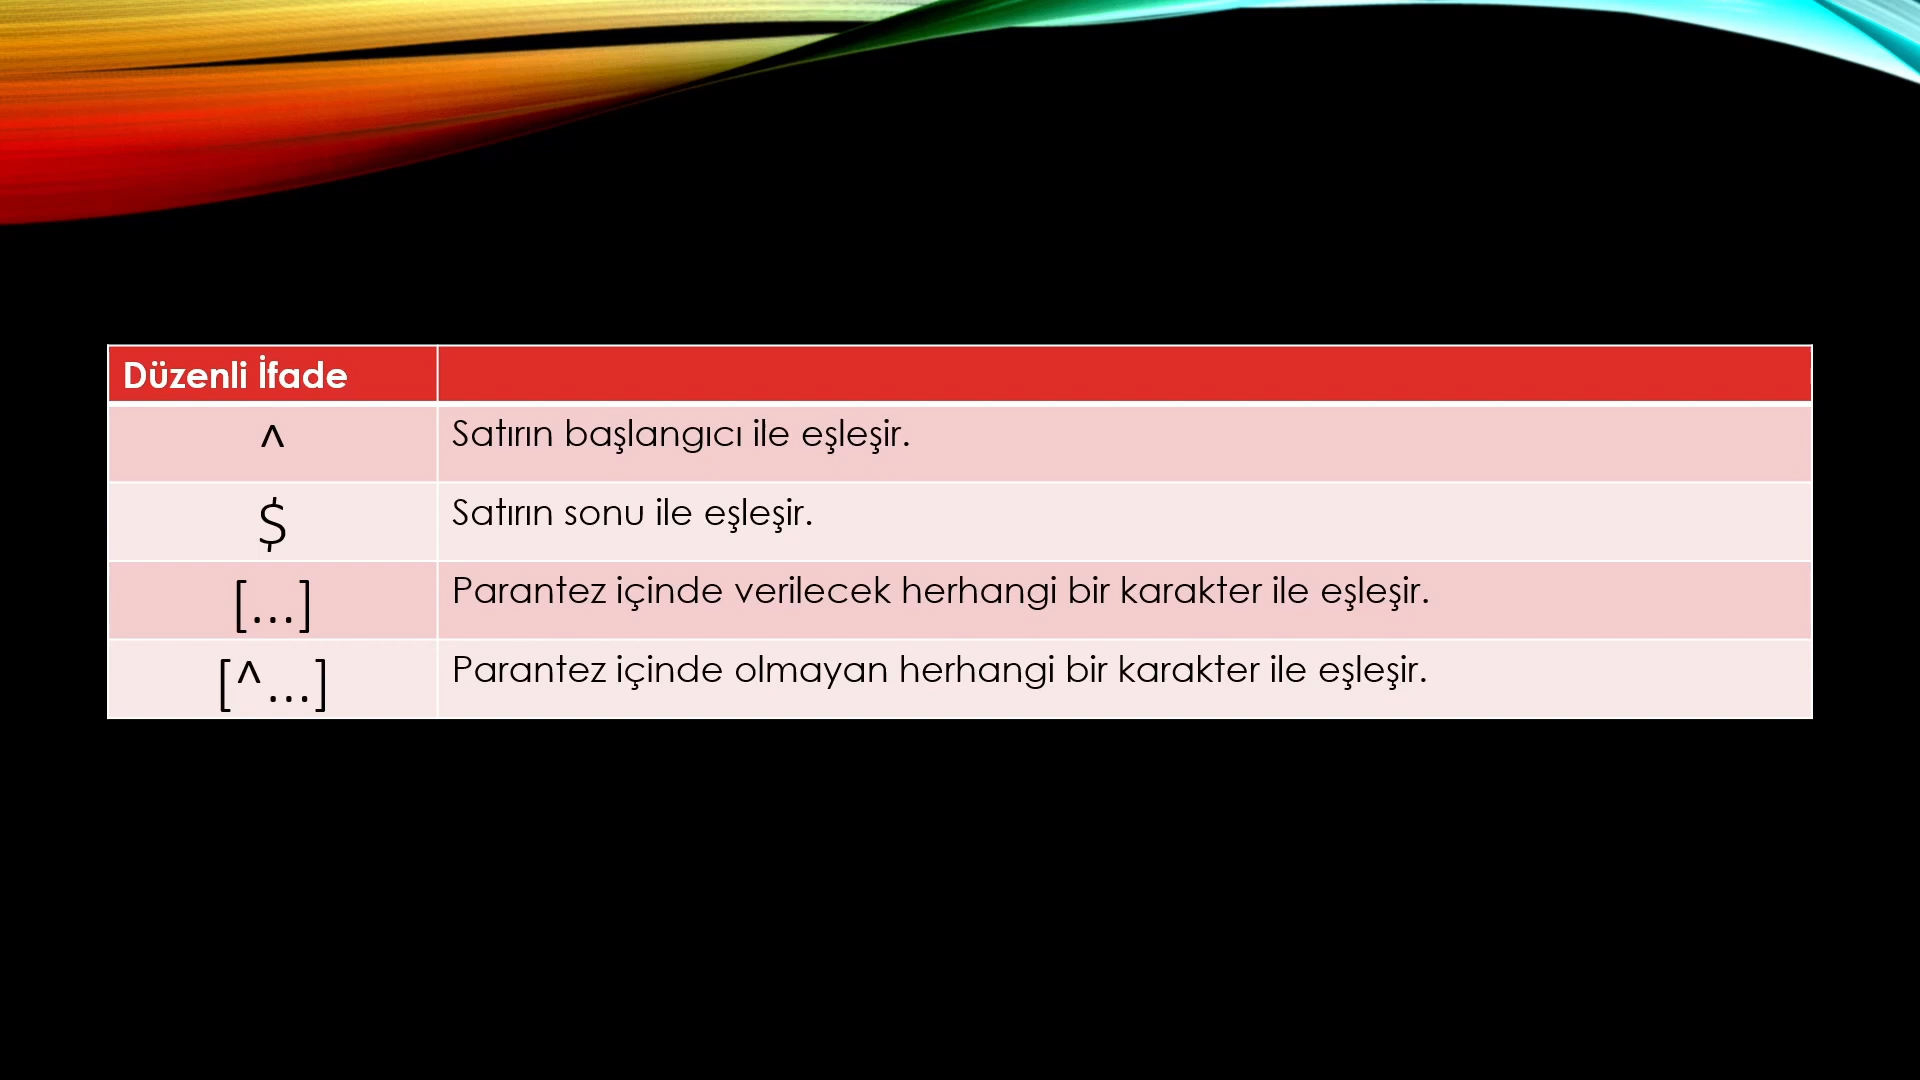 Düzenli İfade
^ Satırın başlangıcı ile eşleşir.
$ Satırın sonu ile eşleşir.
[...] Parantez içinde verilecek herhangi bir karakter ile eşleşir.
[^...] Parantez içinde olmayan herhangi bir karakter ile eşleşir.